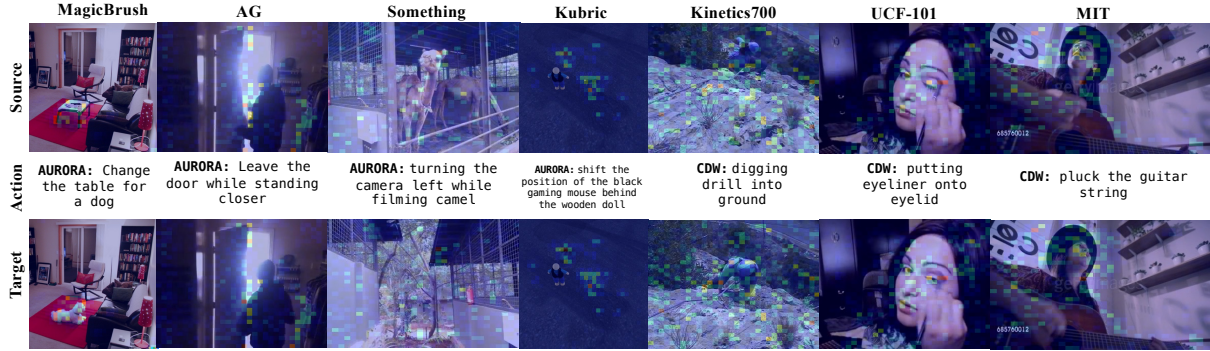 MagicBrush AG Something Kubric Kinetics700 UCF-101 MIT
Source
685760012
Action
AURORA: Change
the table for
a dog
AURORA: Leave the
door while standing
closer
AURORA: turning the
camera left while
filming camel
AURORA: shift the
position of the black
gaming mouse behind
the wooden doll
CDW: digging
drill into
ground
CDW: putting
eyeliner onto
eyelid
CDW: pluck the guitar
string
Target
685760012